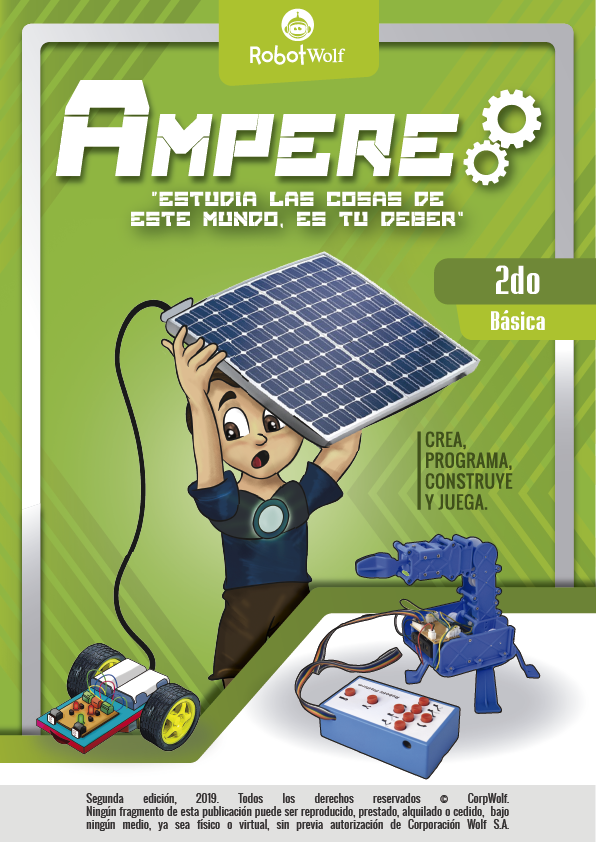 RobotWolf
AMPERE
"ESTUDIA LAS COSAS DE
ESTE MUNDO, ES TU DEBER"
2do
Básica
CREA,
PROGRAMA,
CONSTRUYE
Y JUEGA.
Segunda edición, 2019. Todos los derechos reservados © CorpWolf.
Ningún fragmento de esta publicación puede ser reproducido, prestado, alquilado o cedido, bajo
ningún medio, ya sea físico o virtual, sin previa autorización de Corporación Wolf S.A.